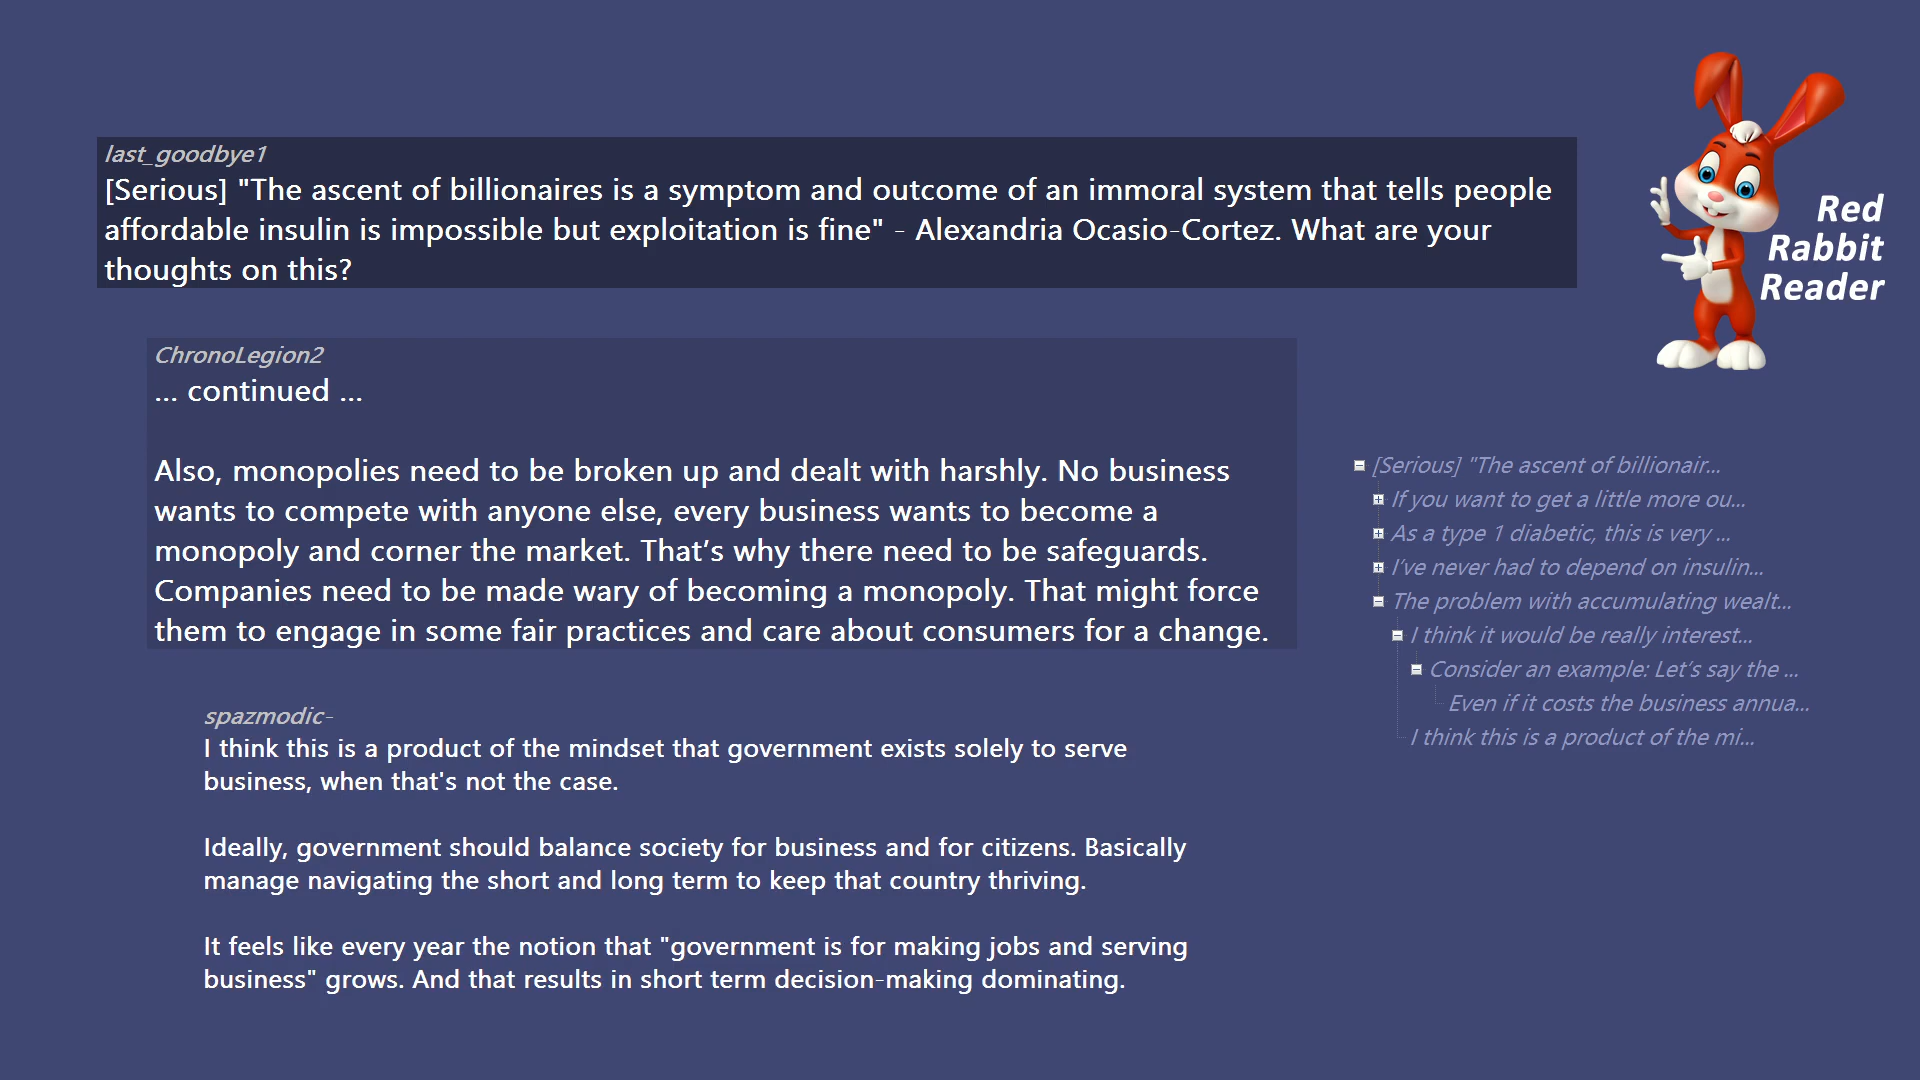 last_goodbye1
[Serious] "The ascent of billionaires is a symptom and outcome of an immoral system that tells people
affordable insulin is impossible but exploitation is fine" - Alexandria Ocasio-Cortez. What are your
thoughts on this?
Red
Rabbit
Reader
ChronoLegion2
... continued ...
Also, monopolies need to be broken up and dealt with harshly. No business
wants to compete with anyone else, every business wants to become a
monopoly and corner the market. That’s why there need to be safeguards.
Companies need to be made wary of becoming a monopoly. That might force
them to engage in some fair practices and care about consumers for a change.
spazmodic-
I think this is a product of the mindset that government exists solely to serve
business, when that's not the case.
Ideally, government should balance society for business and for citizens. Basically
manage navigating the short and long term to keep that country thriving.
It feels like every year the notion that "government is for making jobs and serving
business" grows. And that results in short term decision-making dominating.
[Serious] "The ascent of billionair...
If you want to get a little more ou...
As a type 1 diabetic, this is very ...
I’ve never had to depend on insulin...
The problem with accumulating wealt...
I think it would be really interest...
Consider an example: Let’s say the ...
Even if it costs the business annua...
I think this is a product of the mi...